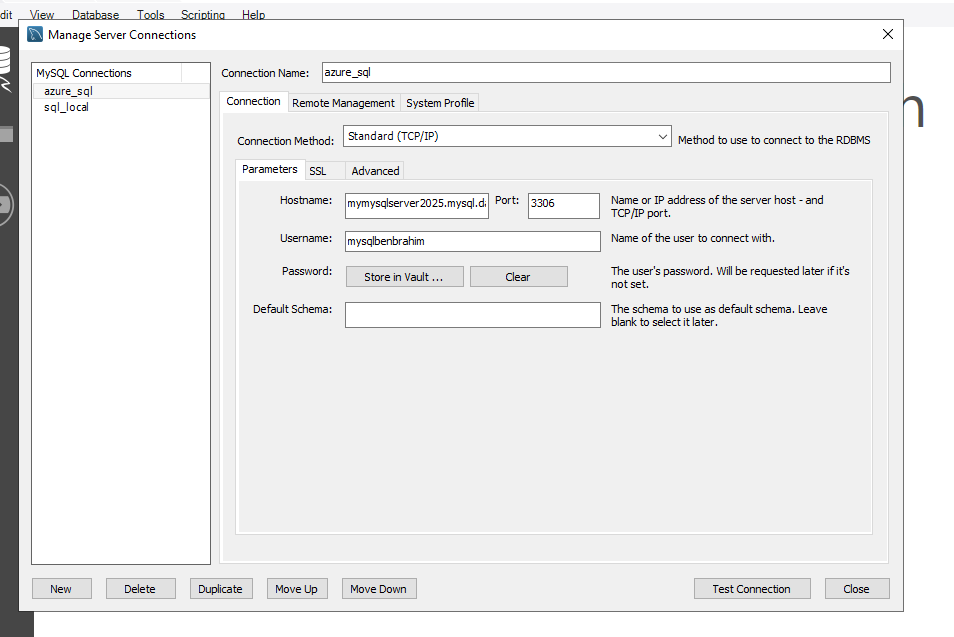 dit View Database Tools Scripting Help
Manage Server Connections
MySQL Connections
azure_sql
sql_local
Connection Name: azure_sql
Connection Remote Management System Profile
Connection Method: Standard (TCP/IP) Method to use to connect to the RDBMS
Parameters SSL Advanced
Hostname: mymysqlserver2025.mysql.da Port: 3306 Name or IP address of the server host - and
TCP/IP port.
Username: mysqlbenbrahim Name of the user to connect with.
Password: Store in Vault ... Clear The user's password. Will be requested later if it's
not set.
Default Schema: The schema to use as default schema. Leave
blank to select it later.
New Delete Duplicate Move Up Move Down Test Connection Close